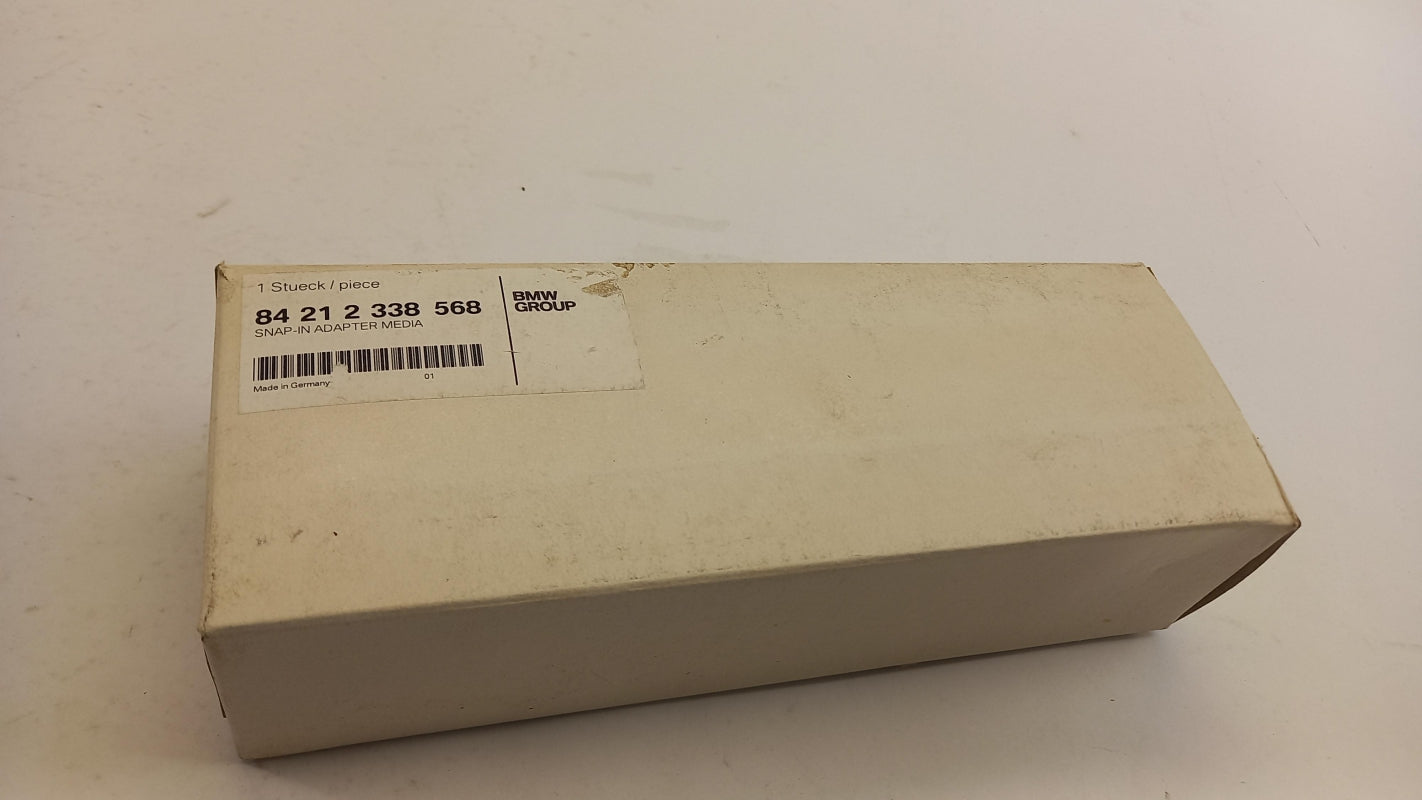 1 Stueck / piece
84 21 2 338 568
SNAP-IN ADAPTER MEDIA
Made in Germany
01
BMW
GROUP